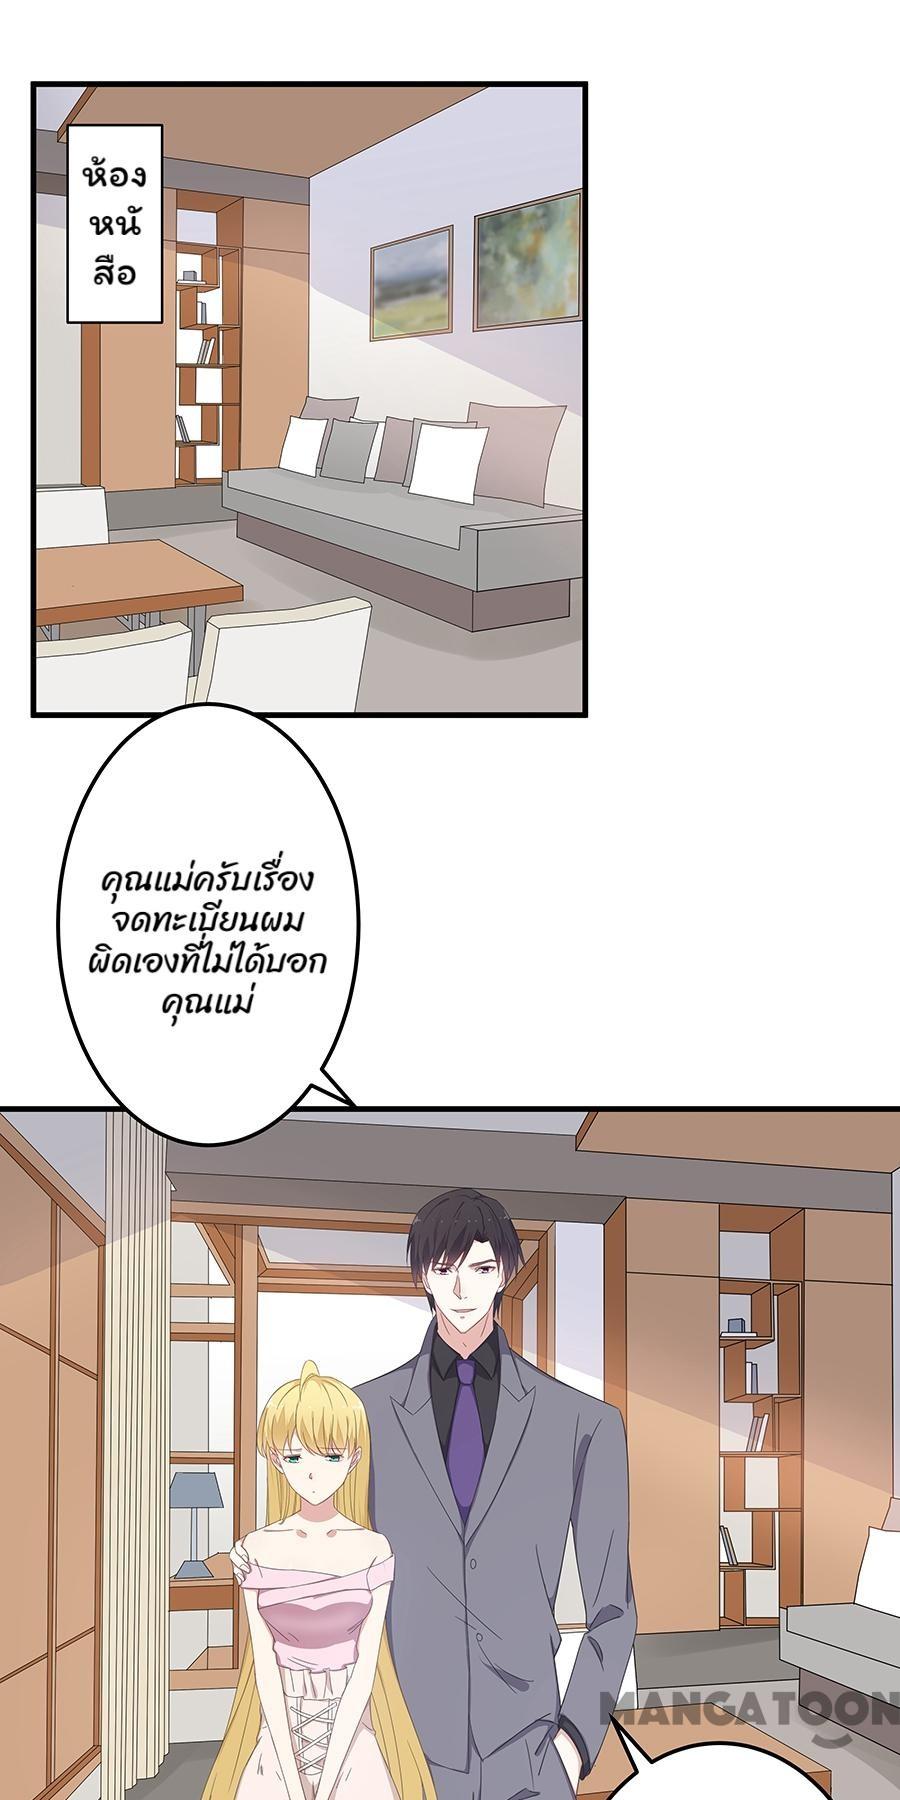 ห้อง
หนั
สือ
คุณแม่ครับเรื่อง
จดทะเบียนผม
ผิดเองที่ไม่ได้บอก
คุณแม่
MANGATOON